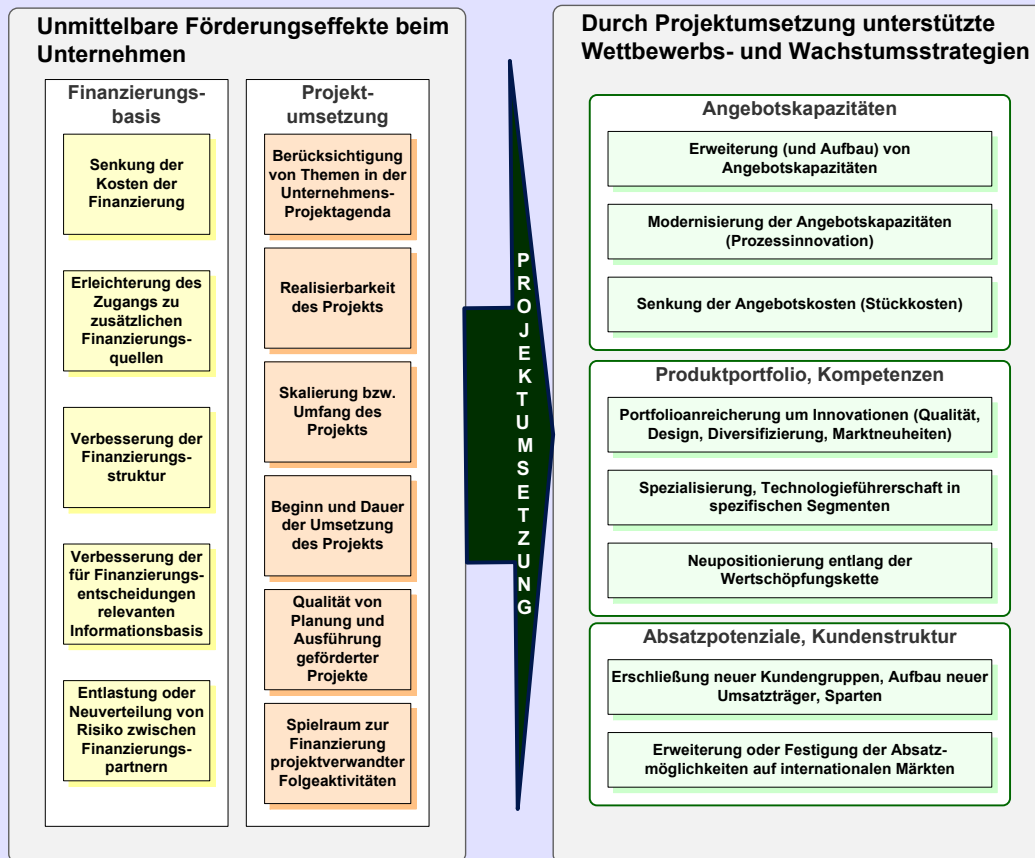 Unmittelbare Förderungseffekte beim
Unternehmen
Finanzierungs-
basis
Senkung der
Kosten der
Finanzierung
Erleichterung des
Zugangs zu
zusätzlichen
Finanzierungs-
quellen
Verbesserung der
Finanzierungs-
struktur
Verbesserung der
für Finanzierungs-
entscheidungen
relevanten
Informationsbasis
Entlastung oder
Neuverteilung von
Risiko zwischen
Finanzierungs-
partnern
Projekt-
umsetzung
Berücksichtigung
von Themen in der
Unternehmens-
Projektagenda
Realisierbarkeit
des Projekts
Skalierung bzw.
Umfang des
Projekts
Beginn und Dauer
der Umsetzung
des Projekts
Qualität von
Planung und
Ausführung
geförderter
Projekte
Spielraum zur
Finanzierung
projektverwandter
Folgeaktivitäten
PROJEKTUMSETZUNG
Durch Projektumsetzung unterstützte
Wettbewerbs- und Wachstumsstrategien
Angebotskapazitäten
Erweiterung (und Aufbau) von
Angebotskapazitäten
Modernisierung der Angebotskapazitäten
(Prozessinnovation)
Senkung der Angebotskosten (Stückkosten)
Produktportfolio, Kompetenzen
Portfolioanreicherung um Innovationen (Qualität,
Design, Diversifizierung, Marktneuheiten)
Spezialisierung, Technologieführerschaft in
spezifischen Segmenten
Neupositionierung entlang der
Wertschöpfungskette
Absatzpotenziale, Kundenstruktur
Erschließung neuer Kundengruppen, Aufbau neuer
Umsatzträger, Sparten
Erweiterung oder Festigung der Absatz-
möglichkeiten auf internationalen Märkten